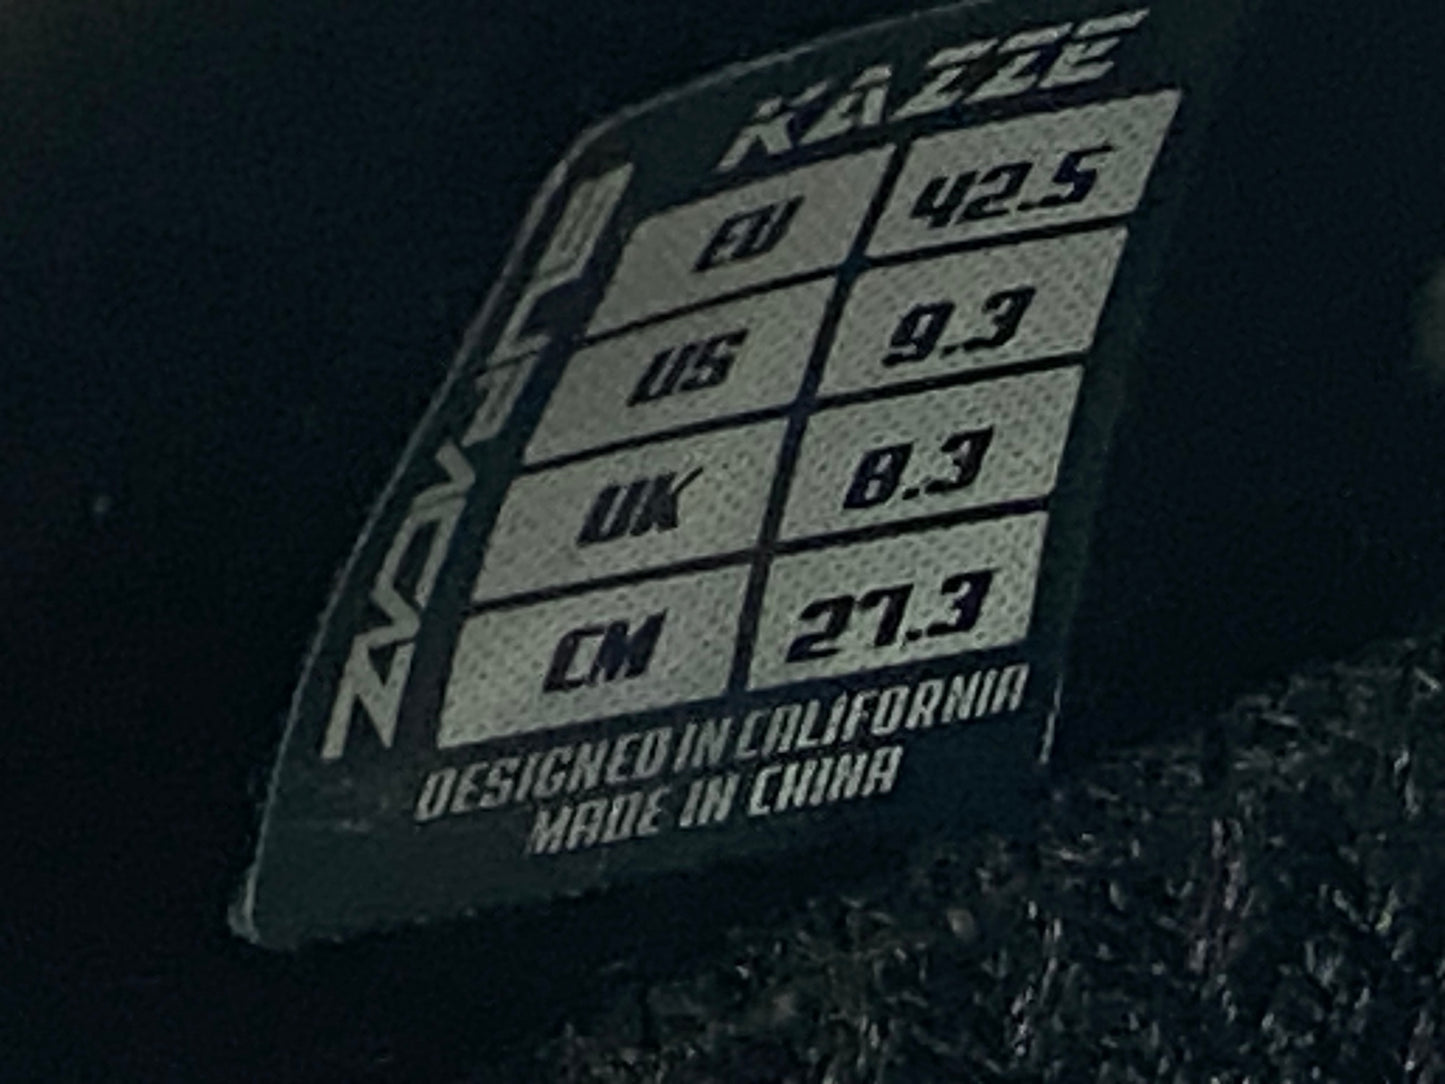 KAZZE
EU 42.5
US 9.3
UK 8.3
CM 27.3
DESIGNED IN CALIFORNIA
MADE IN CHINA